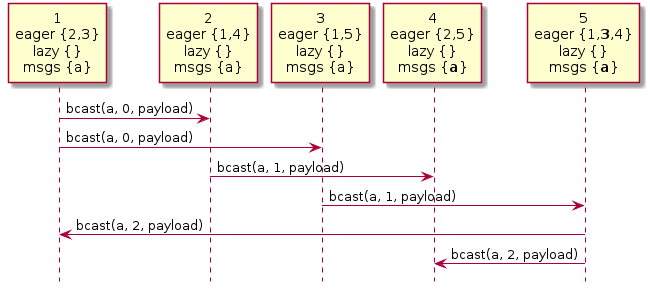 1
eager {2,3}
lazy {}
msgs {a}
2
eager {1,4}
lazy {}
msgs {a}
3
eager {1,5}
lazy {}
msgs {a}
4
eager {2,5}
lazy {}
msgs {a}
5
eager {1,3,4}
lazy {}
msgs {a}
bcast(a, 0, payload)
bcast(a, 0, payload)
bcast(a, 1, payload)
bcast(a, 1, payload)
bcast(a, 2, payload)
bcast(a, 2, payload)